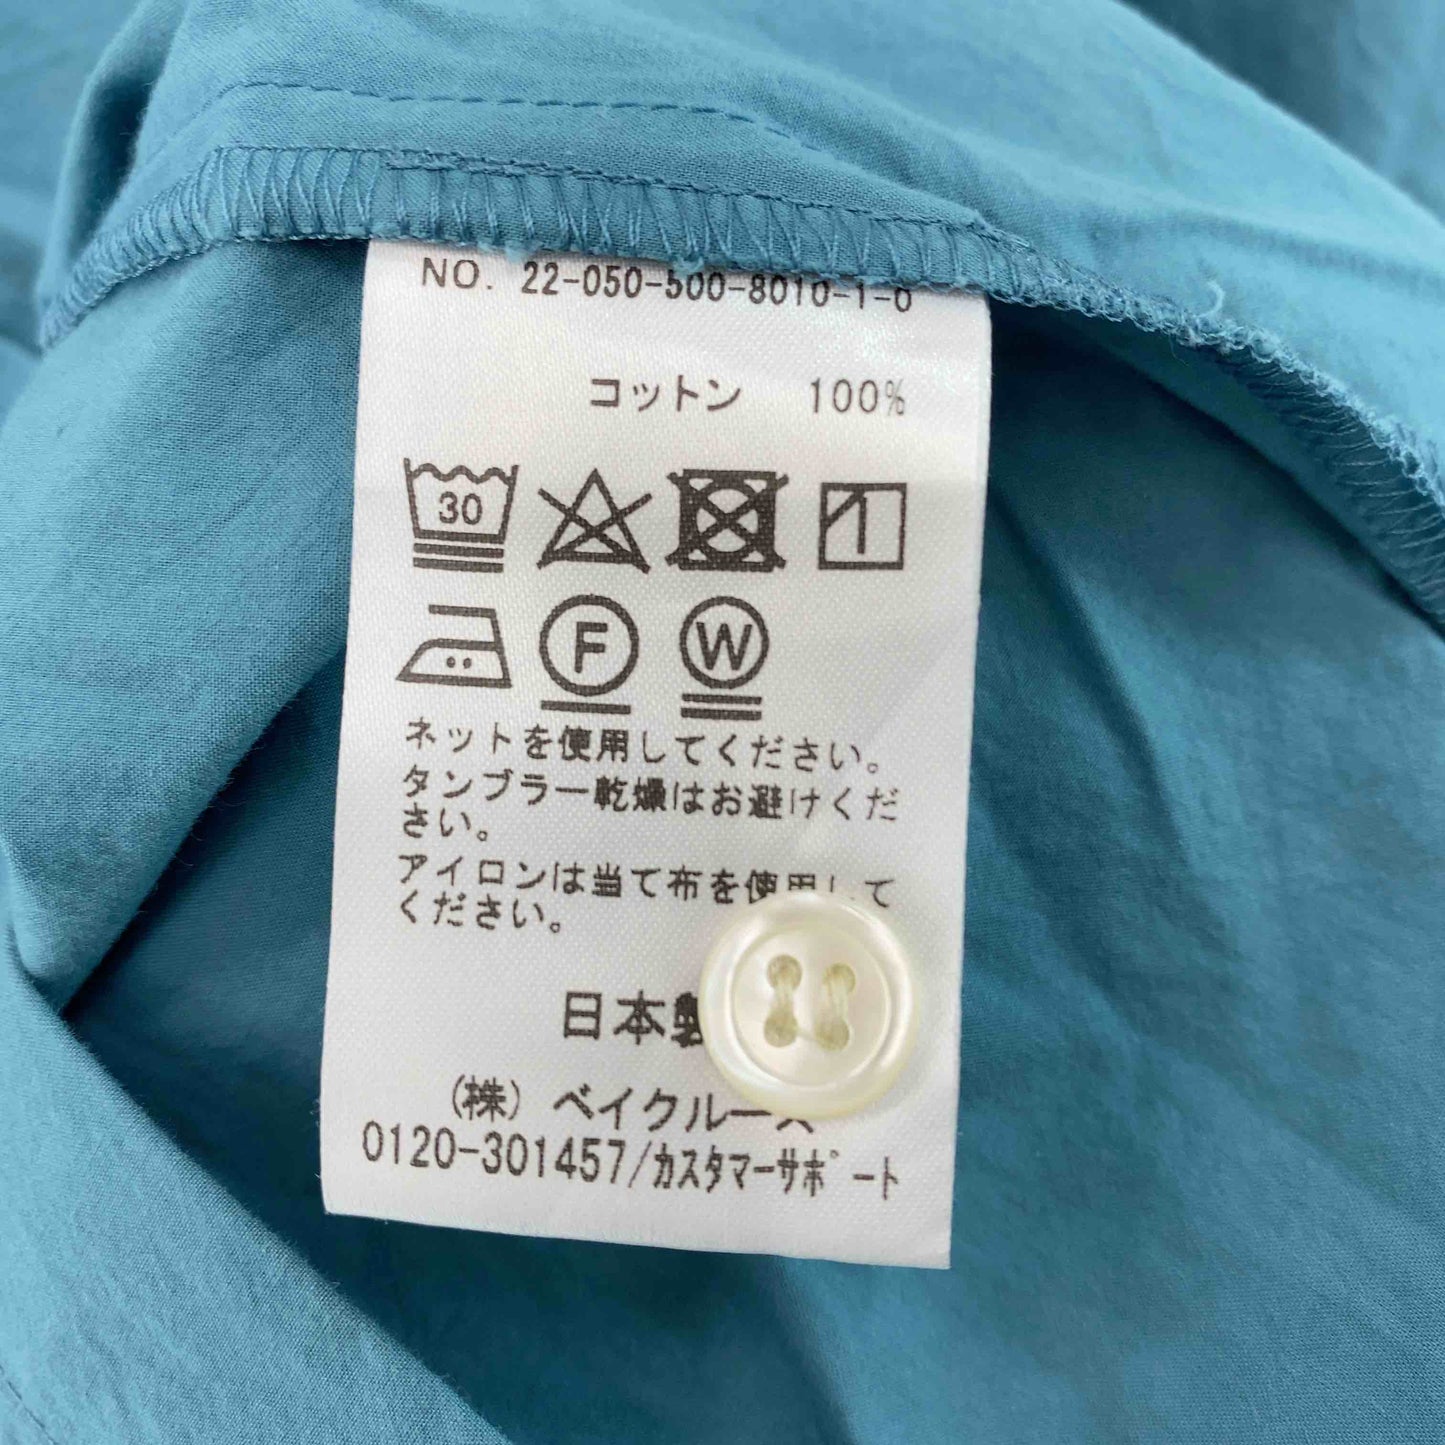 NO. 22-050-500-8010-1-0
コットン 100%
30
F W
ネットを使用してください。
タンブラー乾燥はお避けくだ
さい。
アイロンは当て布を使用して
ください。
日本製
(株) ベイクルーズ
0120-301457/カスタマーサポート